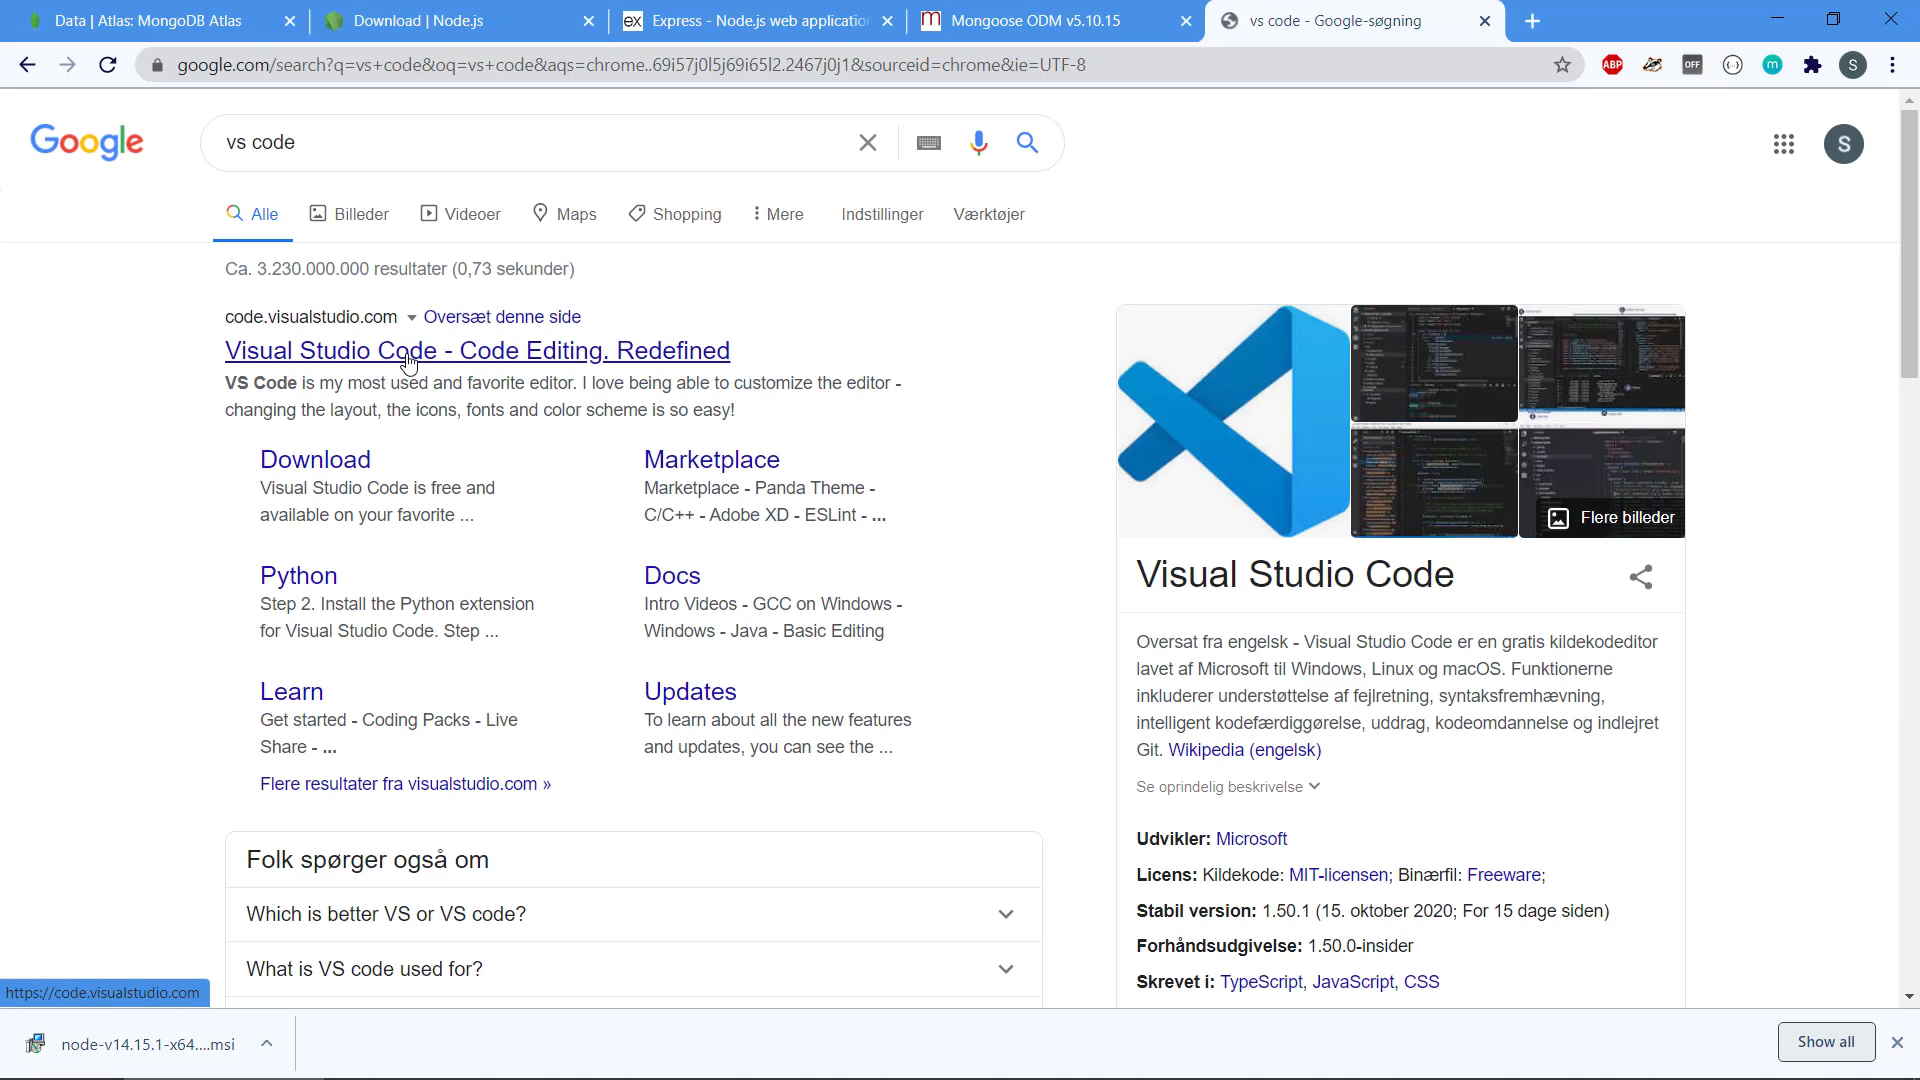 Data | Atlas: MongoDB Atlas
Download | Node.js
Express - Node.js web application
Mongoose ODM v5.10.15
vs code - Google-søgning
google.com/search?q=vs+code&oq=vs+code&aqs=chrome..69i57j0l5j69i65l2.2467j0j1&sourceid=chrome&ie=UTF-8
ABP
OFF
m
S
Google
vs code
S
Alle
Billeder
Videoer
Maps
Shopping
Mere
Indstillinger
Værktøjer
Ca. 3.230.000.000 resultater (0,73 sekunder)
code.visualstudio.com
Oversæt denne side
Visual Studio Code - Code Editing. Redefined
VS Code is my most used and favorite editor. I love being able to customize the editor -
changing the layout, the icons, fonts and color scheme is so easy!
Download
Visual Studio Code is free and
available on your favorite ...
Marketplace
Marketplace - Panda Theme -
C/C++ - Adobe XD - ESLint - ...
Python
Step 2. Install the Python extension
for Visual Studio Code. Step ...
Docs
Intro Videos - GCC on Windows -
Windows - Java - Basic Editing
Learn
Get started - Coding Packs - Live
Share - ...
Updates
To learn about all the new features
and updates, you can see the ...
Flere resultater fra visualstudio.com »
Folk spørger også om
Which is better VS or VS code?
What is VS code used for?
Flere billeder
Visual Studio Code
Oversat fra engelsk - Visual Studio Code er en gratis kildekodeditor
lavet af Microsoft til Windows, Linux og macOS. Funktionerne
inkluderer understøttelse af fejlretning, syntaksfremhævning,
intelligent kodefærdiggørelse, uddrag, kodeomdannelse og indlejret
Git. Wikipedia (engelsk)
Se oprindelig beskrivelse
Udvikler: Microsoft
Licens: Kildekode: MIT-licensen; Binærfil: Freeware;
Stabil version: 1.50.1 (15. oktober 2020; For 15 dage siden)
Forhåndsudgivelse: 1.50.0-insider
Skrevet i: TypeScript, JavaScript, CSS
https://code.visualstudio.com
node-v14.15.1-x64....msi
Show all